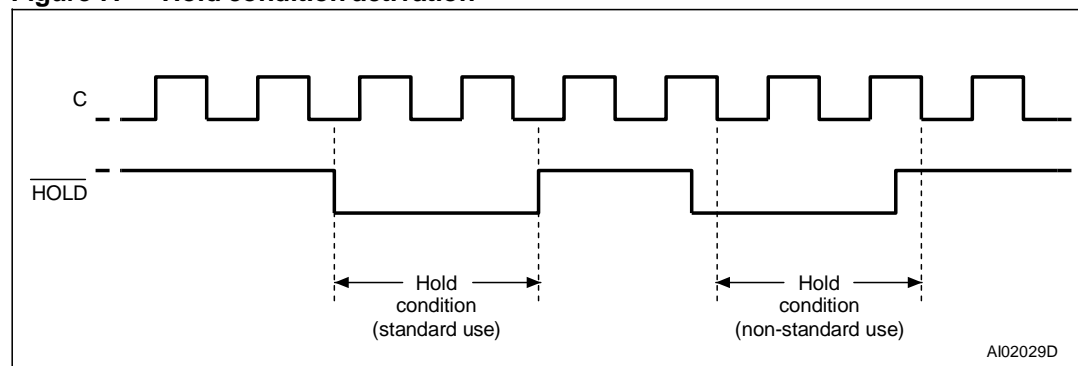 C
HOLD
Hold
condition
(standard use)
Hold
condition
(non-standard use)
AI02029D